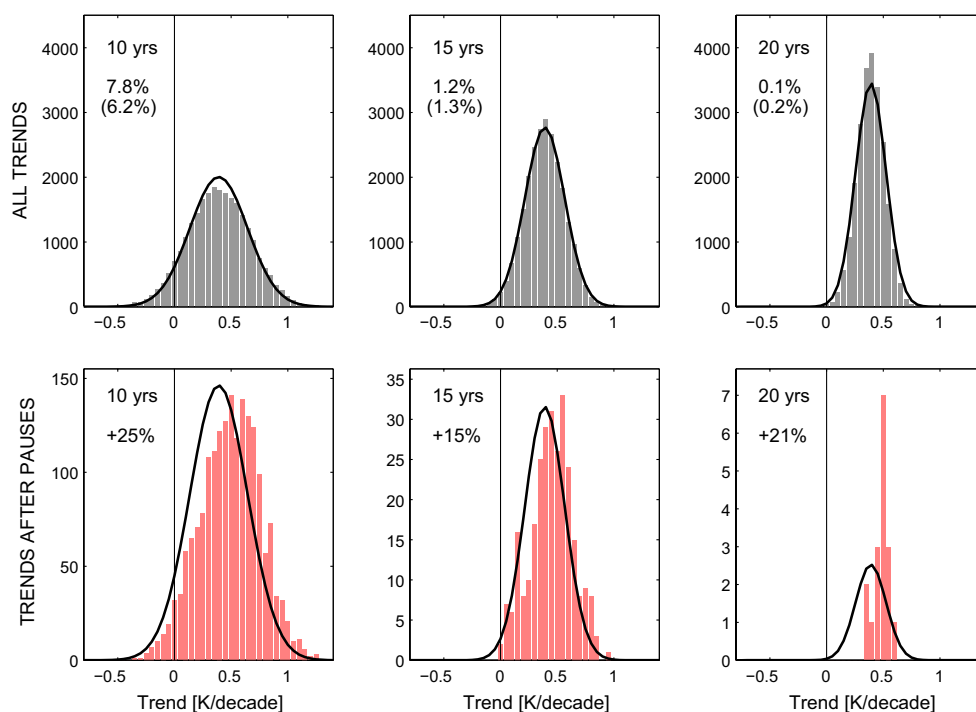 ALL TRENDS
10 yrs
7.8%
(6.2%)
4000
3000
2000
1000
0
−0.5 0 0.5 1
15 yrs
1.2%
(1.3%)
4000
3000
2000
1000
0
−0.5 0 0.5 1
20 yrs
0.1%
(0.2%)
4000
3000
2000
1000
0
−0.5 0 0.5 1
TRENDS AFTER PAUSES
10 yrs
+25%
150
100
50
0
−0.5 0 0.5 1
Trend [K/decade]
15 yrs
+15%
35
30
25
20
15
10
5
0
−0.5 0 0.5 1
Trend [K/decade]
20 yrs
+21%
7
6
5
4
3
2
1
0
−0.5 0 0.5 1
Trend [K/decade]